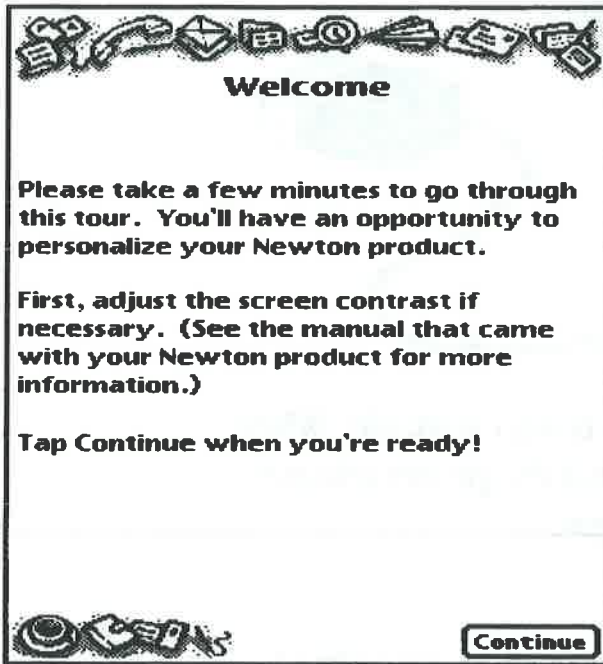 Welcome
Please take a few minutes to go through
this tour. You'll have an opportunity to
personalize your Newton product.
First, adjust the screen contrast if
necessary. (See the manual that came
with your Newton product for more
information.)
Tap Continue when you're ready!
Continue